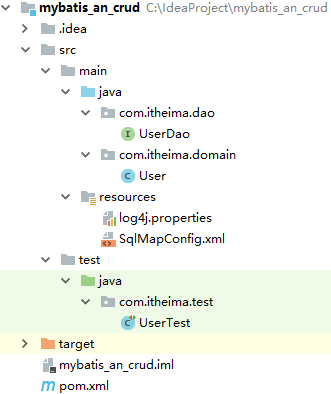 mybatis_an_crud C:\IdeaProject\mybatis_an_crud
.idea
src
main
java
com.itheima.dao
UserDao
com.itheima.domain
User
resources
log4j.properties
SqlMapConfig.xml
test
java
com.itheima.test
UserTest
target
mybatis_an_crud.iml
pom.xml